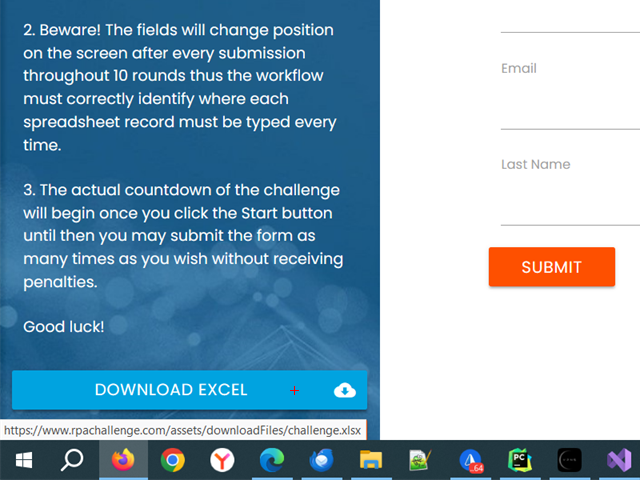 2. Beware! The fields will change position
on the screen after every submission
throughout 10 rounds thus the workflow
must correctly identify where each
spreadsheet record must be typed every
time.
3. The actual countdown of the challenge
will begin once you click the Start button
until then you may submit the form as
many times as you wish without receiving
penalties.
Good luck!
DOWNLOAD EXCEL
https://www.rpachallenge.com/assets/downloadFiles/challenge.xlsx
Email
Last Name
SUBMIT
Y
64
PC